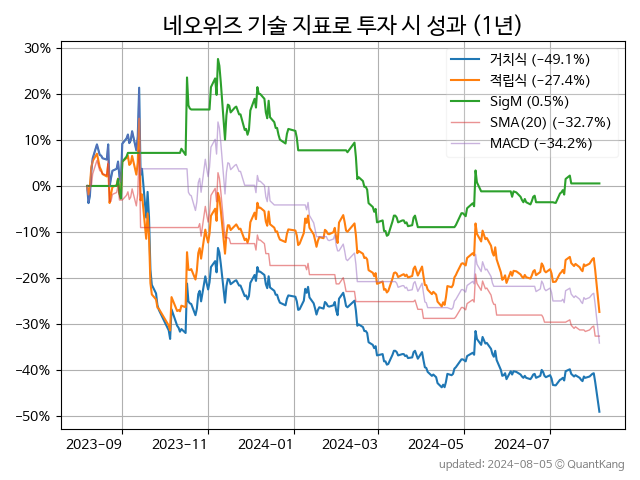 네오위즈 기술 지표로 투자 시 성과 (1년)
30%
20%
10%
0%
−10%
−20%
−30%
−40%
−50%
거치식 (−49.1%)
적립식 (−27.4%)
SigM (0.5%)
SMA(20) (−32.7%)
MACD (−34.2%)
2023-09
2023-11
2024-01
2024-03
2024-05
2024-07
updated: 2024-08-05 © QuantKang